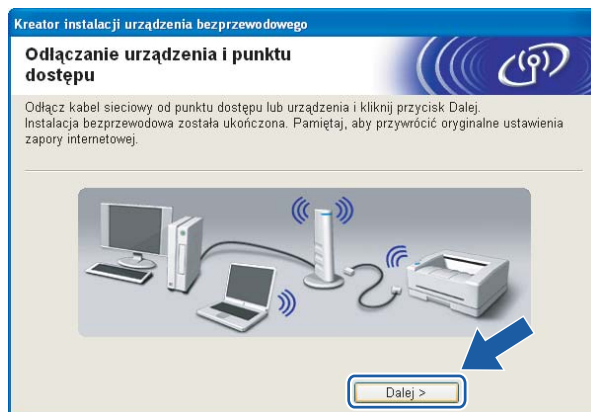 Kreator instalacji urządzenia bezprzewodowego
Odłączanie urządzenia i punktu
dostępu
Odłącz kabel sieciowy od punktu dostępu lub urządzenia i kliknij przycisk Dalej.
Instalacja bezprzewodowa została ukończona. Pamiętaj, aby przywrócić oryginalne ustawienia
zapory internetowej.
Dalej >